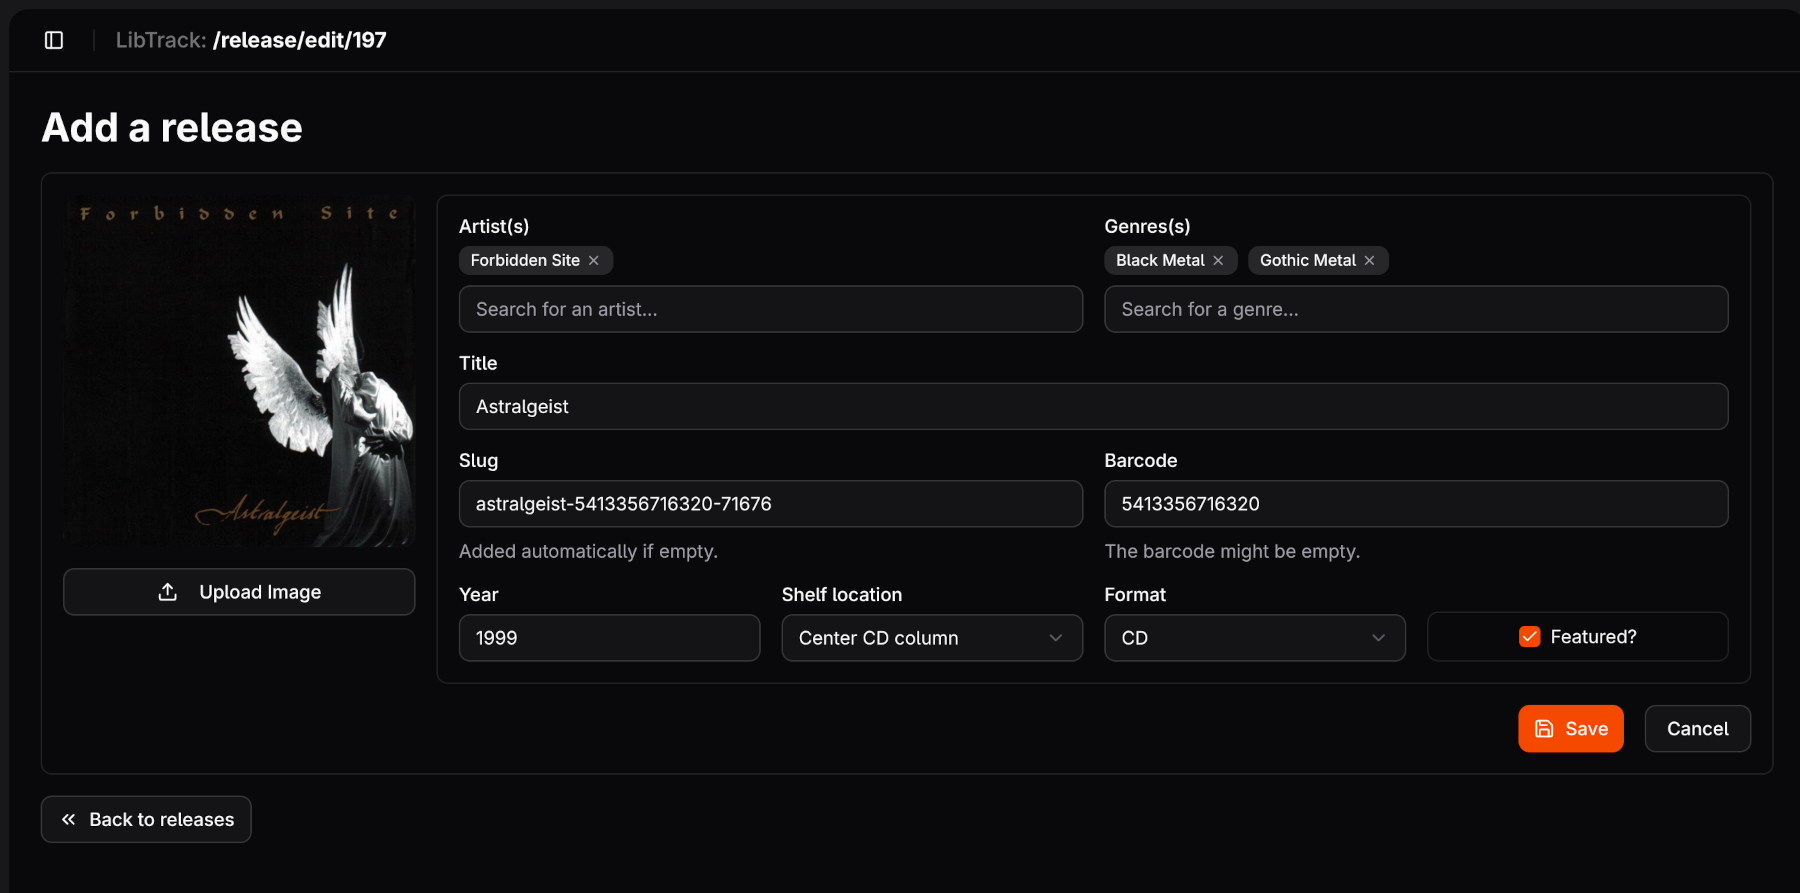 LibTrack: /release/edit/197
Add a release
Forbidden Site
Astralgeist
Upload Image
Artist(s)
Forbidden Site
Search for an artist...
Genres(s)
Black Metal
Gothic Metal
Search for a genre...
Title
Astralgeist
Slug
astralgeist-5413356716320-71676
Added automatically if empty.
Barcode
5413356716320
The barcode might be empty.
Year
1999
Shelf location
Center CD column
Format
CD
Featured?
Save
Cancel
Back to releases